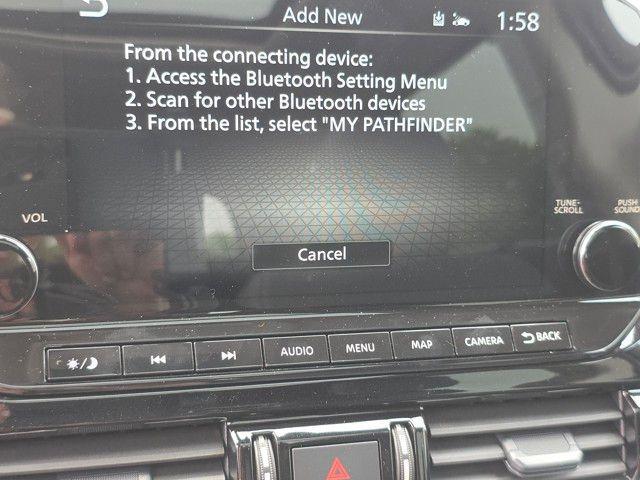 Add New
1:58
From the connecting device:
1. Access the Bluetooth Setting Menu
2. Scan for other Bluetooth devices
3. From the list, select "MY PATHFINDER"
VOL
TUNE·
SCROLL
PUSH
SOUND
Cancel
AUDIO
MENU
MAP
CAMERA
BACK